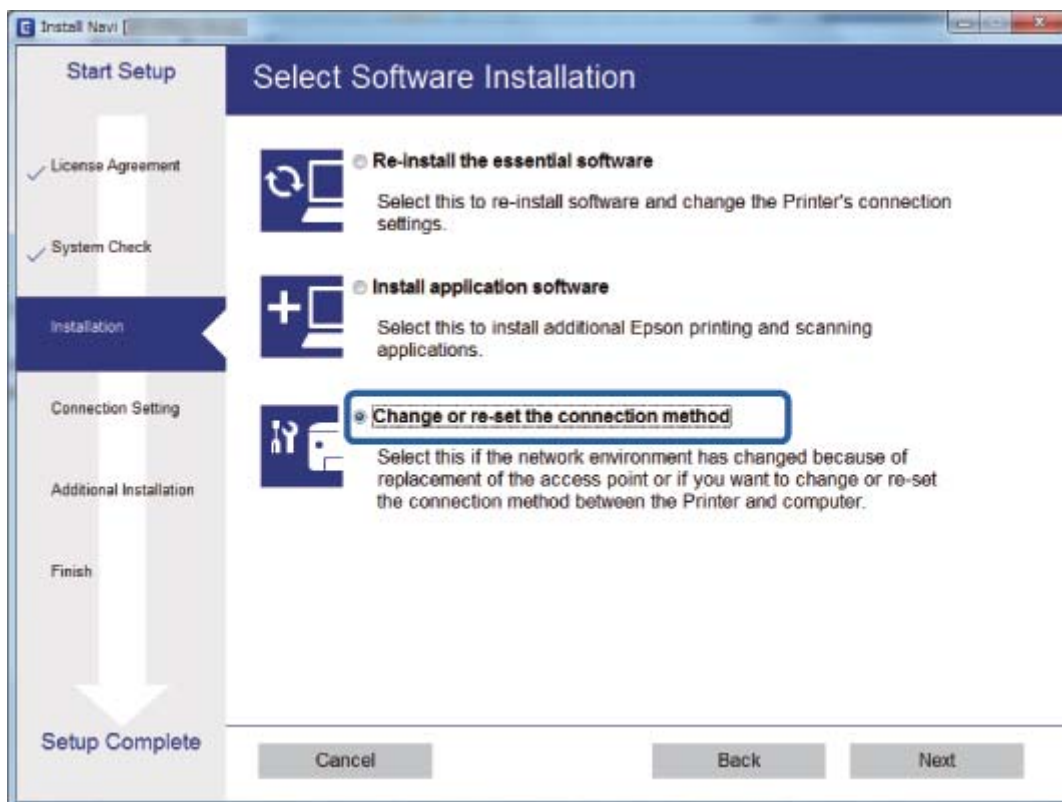 Install Navi [
Start Setup
License Agreement
System Check
Installation
Connection Setting
Additional Installation
Finish
Setup Complete
Select Software Installation
Re-install the essential software
Select this to re-install software and change the Printer's connection
settings.
Install application software
Select this to install additional Epson printing and scanning
applications.
Change or re-set the connection method
Select this if the network environment has changed because of
replacement of the access point or if you want to change or re-set
the connection method between the Printer and computer.
Cancel
Back
Next